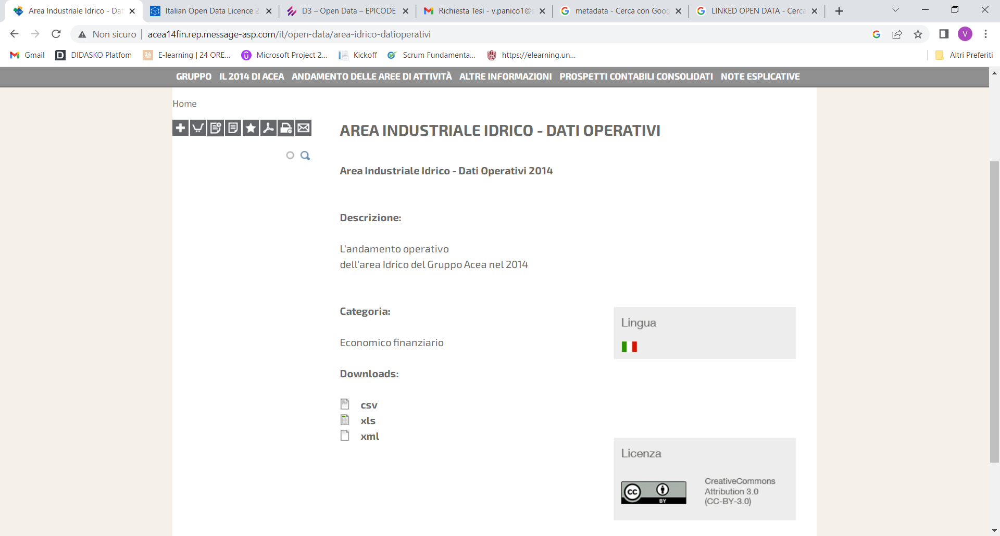 Area Industriale Idrico - Dat
Italian Open Data Licence 2
D3 – Open Data – EPICODE
Richiesta Tesi - v.panico1@s
metadata - Cerca con Goog
LINKED OPEN DATA - Cerca
Non sicuro
acea14fin.rep.message-asp.com/it/open-data/area-idrico-datioperativi
V
Gmail
DIDASKO Platfom
24 ORE
E-learning | 24 ORE...
Microsoft Project 2...
Kickoff
Scrum Fundamenta...
https://elearning.un...
Altri Preferiti
GRUPPO IL 2014 DI ACEA ANDAMENTO DELLE AREE DI ATTIVITÀ ALTRE INFORMAZIONI PROSPETTI CONTABILI CONSOLIDATI NOTE ESPLICATIVE
Home
AREA INDUSTRIALE IDRICO - DATI OPERATIVI
Area Industriale Idrico - Dati Operativi 2014
Descrizione:
L'andamento operativo
dell'area Idrico del Gruppo Acea nel 2014
Categoria:
Economico finanziario
Downloads:
csv
xls
xml
Lingua
Licenza
cc
BY
CreativeCommons
Attribution 3.0
(CC-BY-3.0)